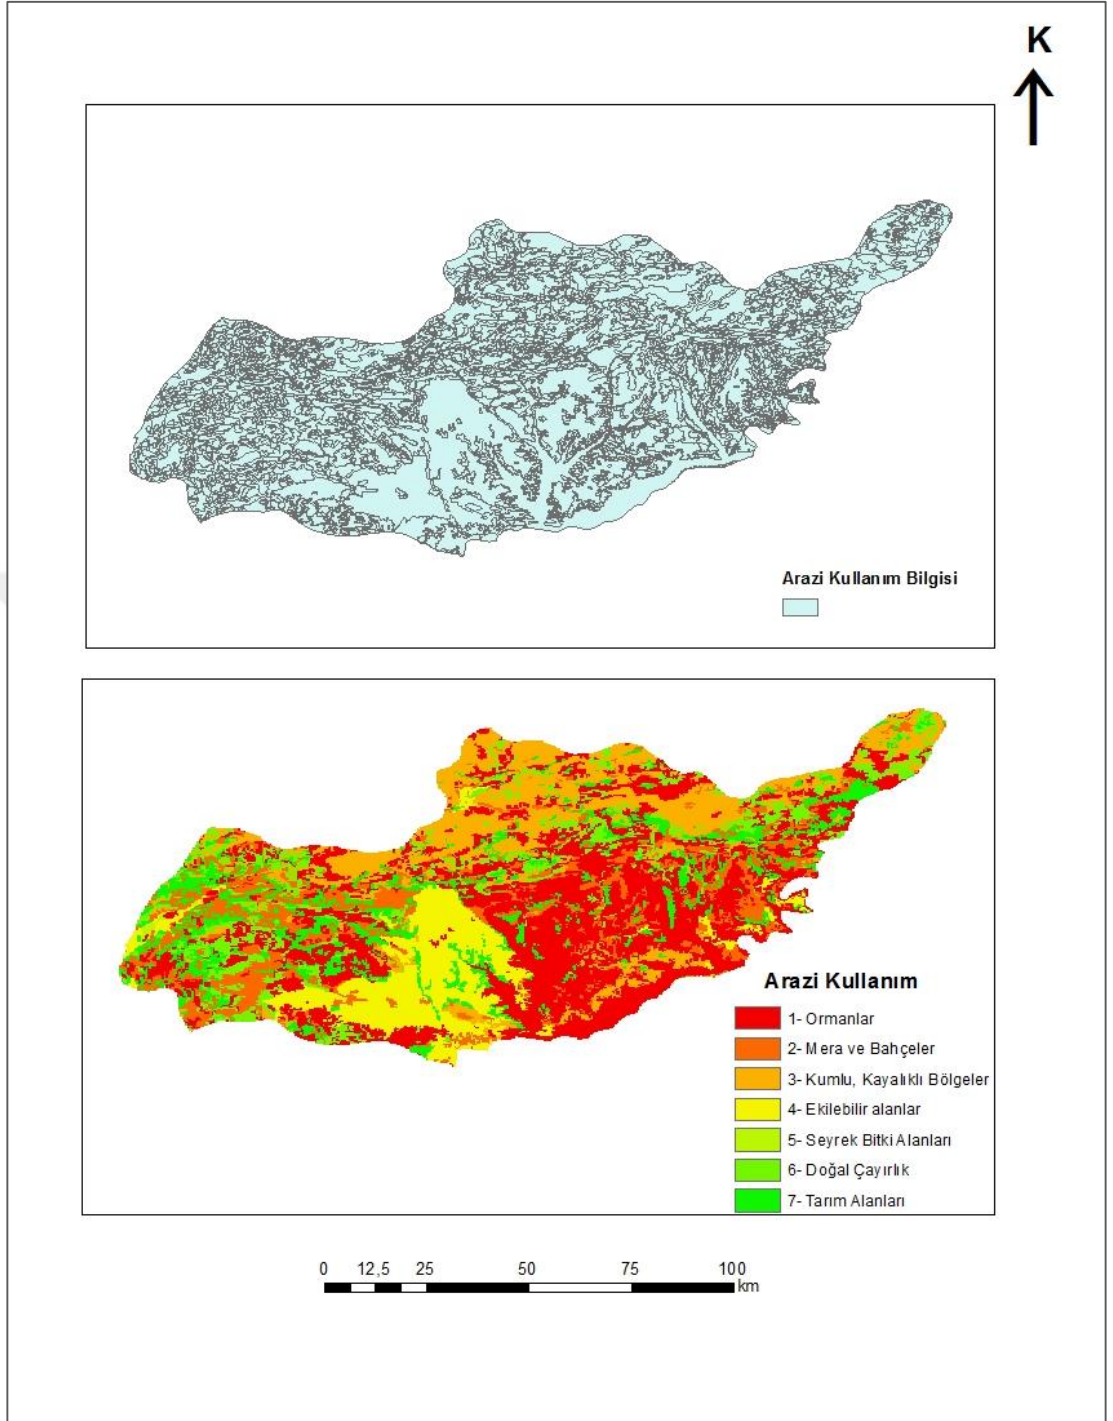 K
Arazi Kullanım Bilgisi
Arazi Kullanım
1- Ormanlar
2- Mera ve Bahçeler
3- Kumlu, Kayalıklı Bölgeler
4- Ekilebilir alanlar
5- Seyrek Bitki Alanları
6- Doğal Çayırlık
7- Tarım Alanları
0 12,5 25 50 75 100
km